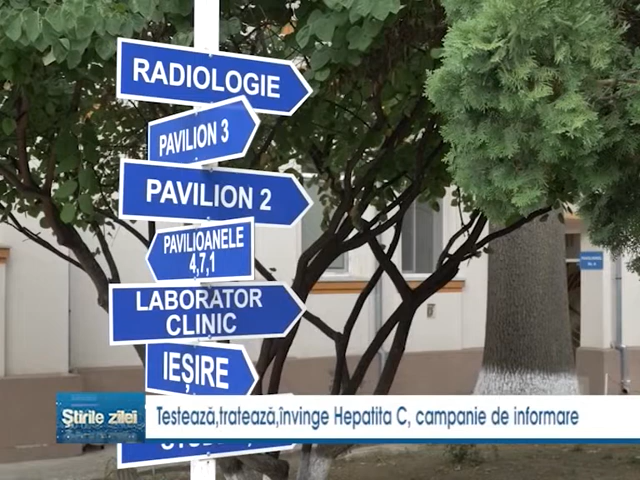 RADIOLOGIE
PAVILION 3
PAVILION 2
PAVILIOANELE
4,7,1
LABORATOR
CLINIC
IEȘIRE
Știrile zilei
Testează,tratează,învinge Hepatita C, campanie de informare